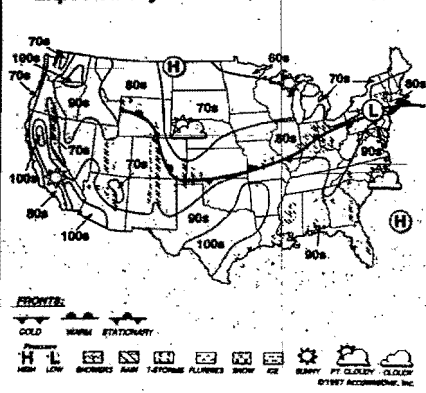 70s
100s
70s
H
60s
80s
70s
80s
90s
70s
L
80s
70s
70s
90s
100s
80s
100s
90s
100s
H
90s
FRONTS:
COLD WARM STATIONARY
Pressure
H L
HIGH LOW SHOWERS RAIN T-STORMS FLURRIES SNOW ICE SUNNY PT. CLOUDY CLOUDY
©1997 AccuWeather, Inc.